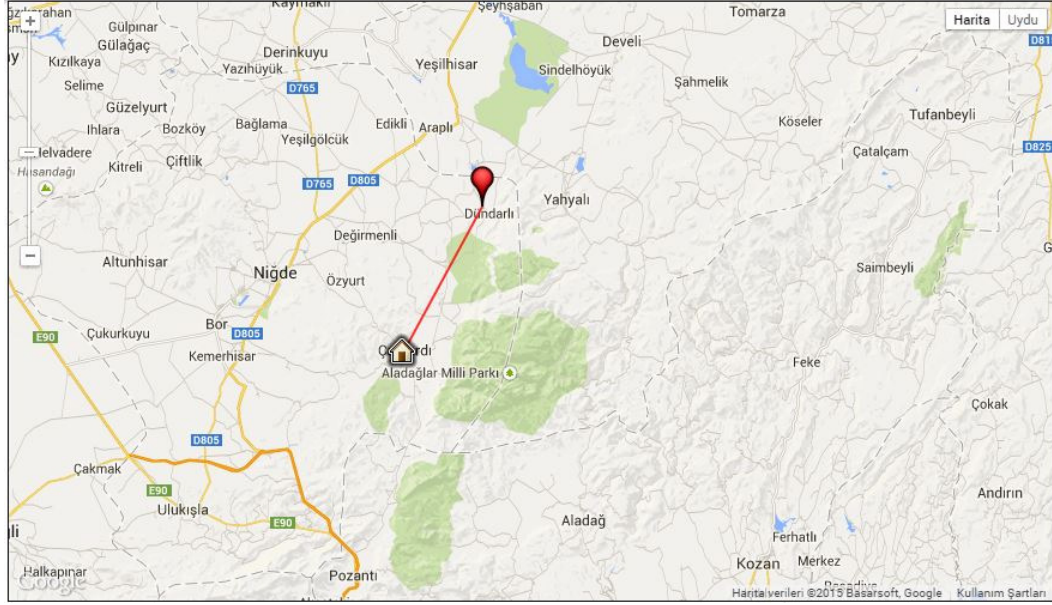 Kaymaklı
Şeyhşaban
Tomarza
Harita
Uydu
Gülpınar
Gülağaç
Derinkuyu
Develi
Kızılkaya
Yazıhüyük
Yeşilhisar
Sindelhöyük
Selime
D765
Şahmelik
Güzelyurt
Tufanbeyli
Ihlara
Bozköy
Bağlama
Edikli
Araplı
Köseler
Yeşilgölcük
D825
Çatalçam
Kitreli
Çiftlik
Hasandağı
D765
D805
Yahyalı
Dündarlı
Değirmenli
Altunhisar
Niğde
Özyurt
Saimbeyli
Bor
Çukurkuyu
E90
D805
Kemerhisar
Feke
Aladağlar Milli Parkı
Çokak
D805
Çakmak
E90
Ulukışla
E90
Andırın
Aladağ
Ferhatlı
Halkapınar
Pozantı
Kozan
Merkez
Google
Harita verileri ©2015 Basarsoft, Google
Kullanım Şartları